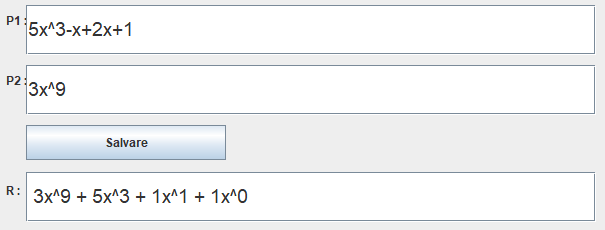 P1: 5x^3-x+2x+1
P2: 3x^9
Salvare
R: 3x^9 + 5x^3 + 1x^1 + 1x^0